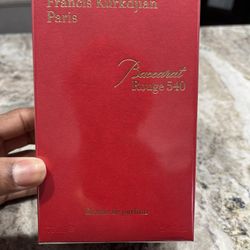 Francis Kurkdjian
Paris
Baccarat
Rouge 540